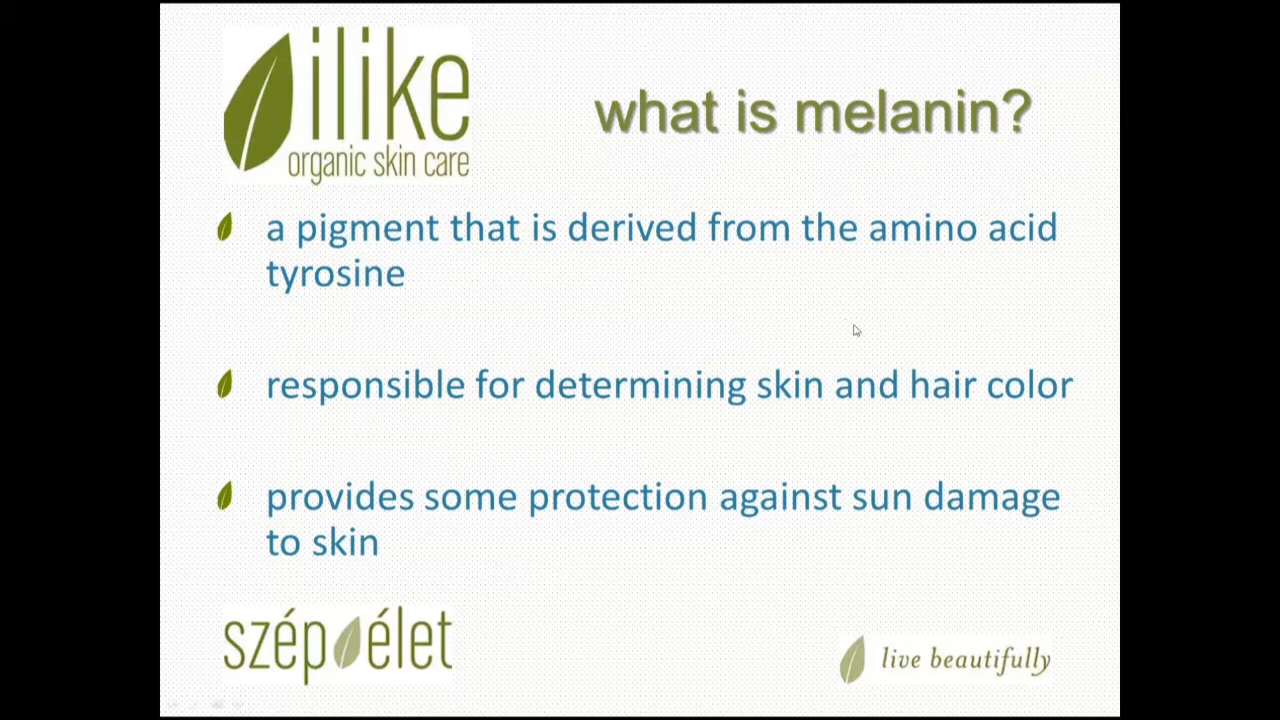 ilike
organic skin care
what is melanin?
a pigment that is derived from the amino acid
tyrosine
responsible for determining skin and hair color
provides some protection against sun damage
to skin
szép élet
live beautifully